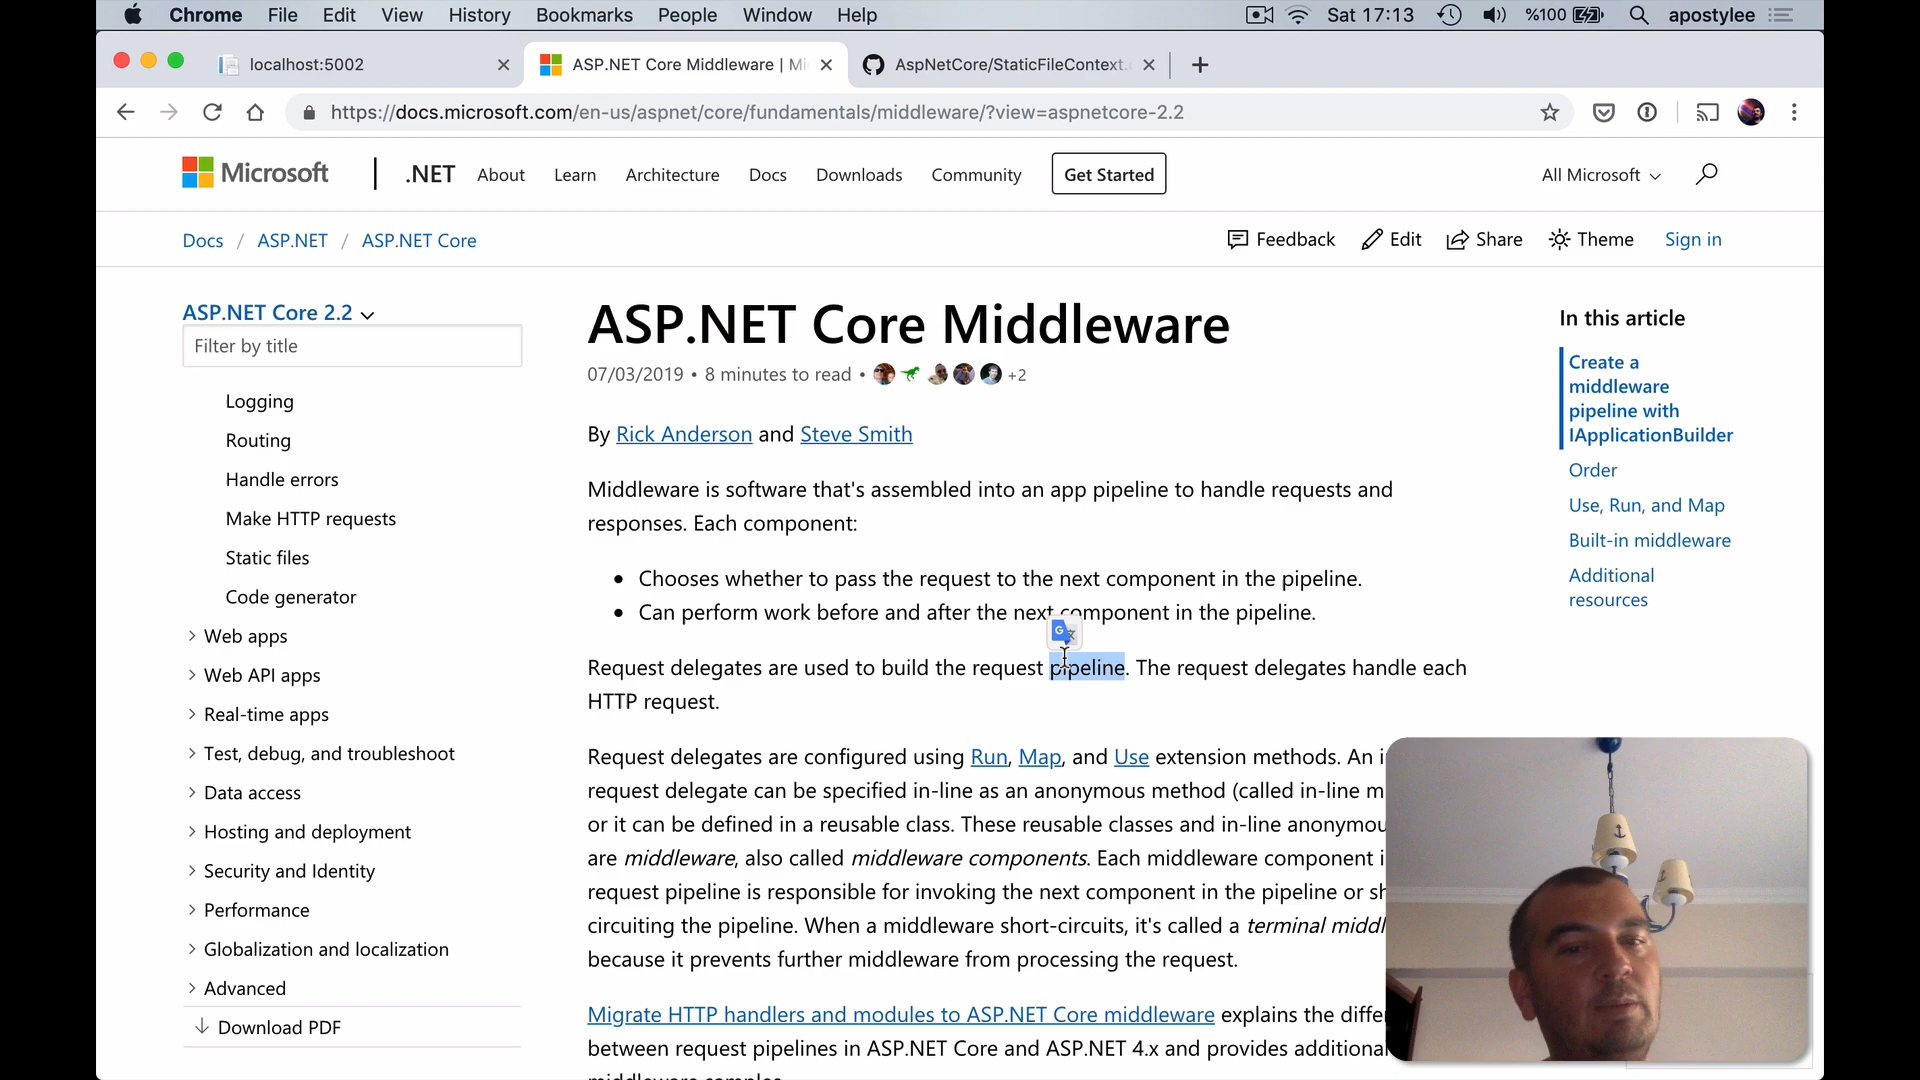 Chrome File Edit View History Bookmarks People Window Help Sat 17:13 %100 apostylee
localhost:5002 ASP.NET Core Middleware | Mi AspNetCore/StaticFileContext.
https://docs.microsoft.com/en-us/aspnet/core/fundamentals/middleware/?view=aspnetcore-2.2
Microsoft .NET About Learn Architecture Docs Downloads Community Get Started All Microsoft
Docs / ASP.NET / ASP.NET Core Feedback Edit Share Theme Sign in
ASP.NET Core 2.2
Filter by title
Logging
Routing
Handle errors
Make HTTP requests
Static files
Code generator
Web apps
Web API apps
Real-time apps
Test, debug, and troubleshoot
Data access
Hosting and deployment
Security and Identity
Performance
Globalization and localization
Advanced
Download PDF
ASP.NET Core Middleware
07/03/2019 • 8 minutes to read • +2
By Rick Anderson and Steve Smith
Middleware is software that's assembled into an app pipeline to handle requests and
responses. Each component:
• Chooses whether to pass the request to the next component in the pipeline.
• Can perform work before and after the next component in the pipeline.
Request delegates are used to build the request pipeline. The request delegates handle each
HTTP request.
Request delegates are configured using Run, Map, and Use extension methods. An i
request delegate can be specified in-line as an anonymous method (called in-line m
or it can be defined in a reusable class. These reusable classes and in-line anonymou
are middleware, also called middleware components. Each middleware component i
request pipeline is responsible for invoking the next component in the pipeline or sh
circuiting the pipeline. When a middleware short-circuits, it's called a terminal middl
because it prevents further middleware from processing the request.
Migrate HTTP handlers and modules to ASP.NET Core middleware explains the differ
between request pipelines in ASP.NET Core and ASP.NET 4.x and provides additional
middleware samples.
In this article
Create a
middleware
pipeline with
IApplicationBuilder
Order
Use, Run, and Map
Built-in middleware
Additional
resources